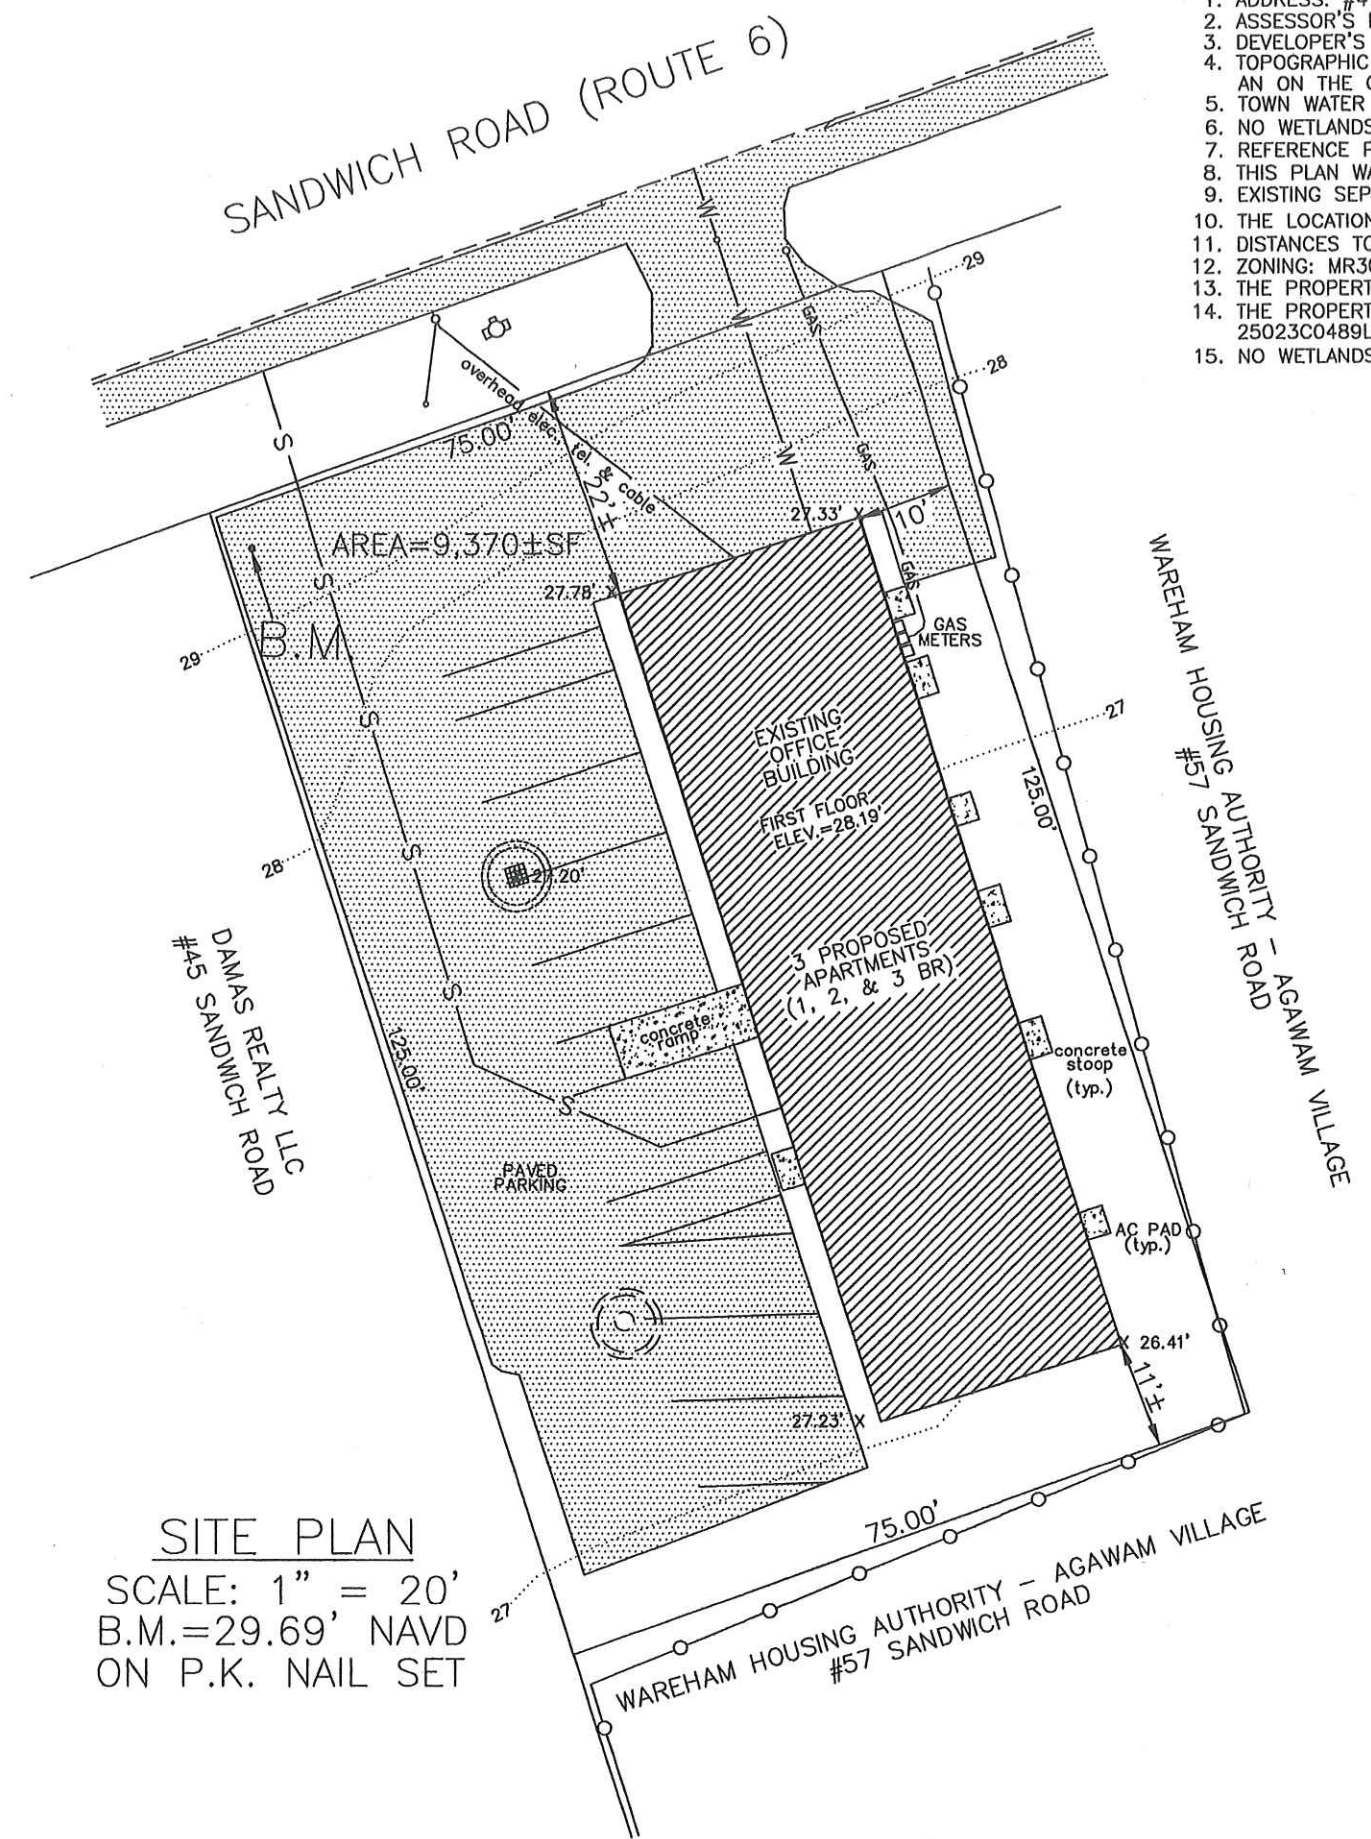 1. ADDRESS: #4
2. ASSESSOR'S
3. DEVELOPER'S
4. TOPOGRAPHIC
AN ON THE
5. TOWN WATER
6. NO WETLANDS
7. REFERENCE
8. THIS PLAN
9. EXISTING
10. THE LOCATION
11. DISTANCES
12. ZONING:
13. THE
14. THE
25023C0489L
15. NO WETLANDS
SANDWICH ROAD (ROUTE 6)
W
W
W
GAS
GAS
GAS
29
28
overhead elec., tel. & cable
75.00'
22'±
S
S
S
S
S
S
27.33' X
10'
AREA=9,370±SF
27.78' X
B.M.
29
GAS
METERS
27
EXISTING
OFFICE
BUILDING
FIRST FLOOR
ELEV.=28.19'
125.00'
WAREHAM HOUSING AUTHORITY – AGAWAM VILLAGE
#57 SANDWICH ROAD
28
27.20'
3 PROPOSED
APARTMENTS
(1, 2, & 3 BR)
DAMAS REALTY LLC
#45 SANDWICH ROAD
125.00'
concrete
ramp
concrete
stoop
(typ.)
PAVED
PARKING
AC PAD
(typ.)
X 26.41'
11'±
27.23' X
75.00'
27
WAREHAM HOUSING AUTHORITY – AGAWAM VILLAGE
#57 SANDWICH ROAD
SITE PLAN
SCALE: 1" = 20'
B.M.=29.69' NAVD
ON P.K. NAIL SET